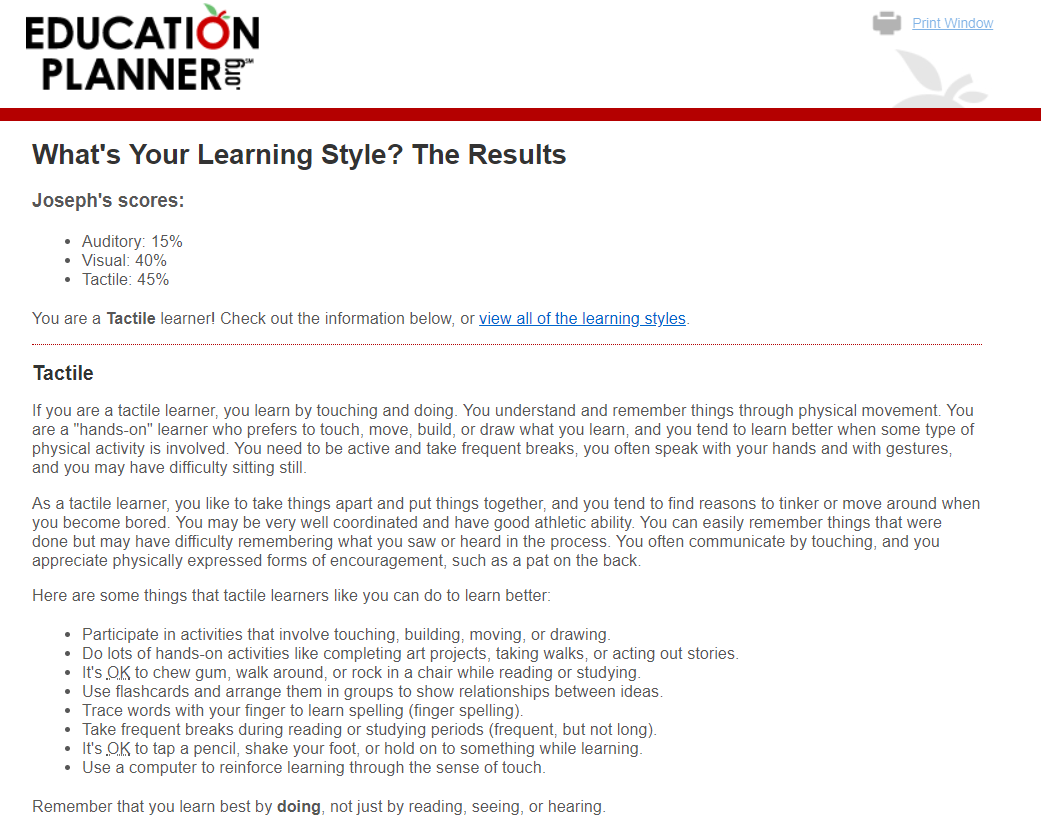 EDUCATION
PLANNER.org℠
Print Window
What's Your Learning Style? The Results
Joseph's scores:
• Auditory: 15%
• Visual: 40%
• Tactile: 45%
You are a Tactile learner! Check out the information below, or view all of the learning styles.
Tactile
If you are a tactile learner, you learn by touching and doing. You understand and remember things through physical movement. You
are a "hands-on" learner who prefers to touch, move, build, or draw what you learn, and you tend to learn better when some type of
physical activity is involved. You need to be active and take frequent breaks, you often speak with your hands and with gestures,
and you may have difficulty sitting still.
As a tactile learner, you like to take things apart and put things together, and you tend to find reasons to tinker or move around when
you become bored. You may be very well coordinated and have good athletic ability. You can easily remember things that were
done but may have difficulty remembering what you saw or heard in the process. You often communicate by touching, and you
appreciate physically expressed forms of encouragement, such as a pat on the back.
Here are some things that tactile learners like you can do to learn better:
• Participate in activities that involve touching, building, moving, or drawing.
• Do lots of hands-on activities like completing art projects, taking walks, or acting out stories.
• It's OK to chew gum, walk around, or rock in a chair while reading or studying.
• Use flashcards and arrange them in groups to show relationships between ideas.
• Trace words with your finger to learn spelling (finger spelling).
• Take frequent breaks during reading or studying periods (frequent, but not long).
• It's OK to tap a pencil, shake your foot, or hold on to something while learning.
• Use a computer to reinforce learning through the sense of touch.
Remember that you learn best by doing, not just by reading, seeing, or hearing.